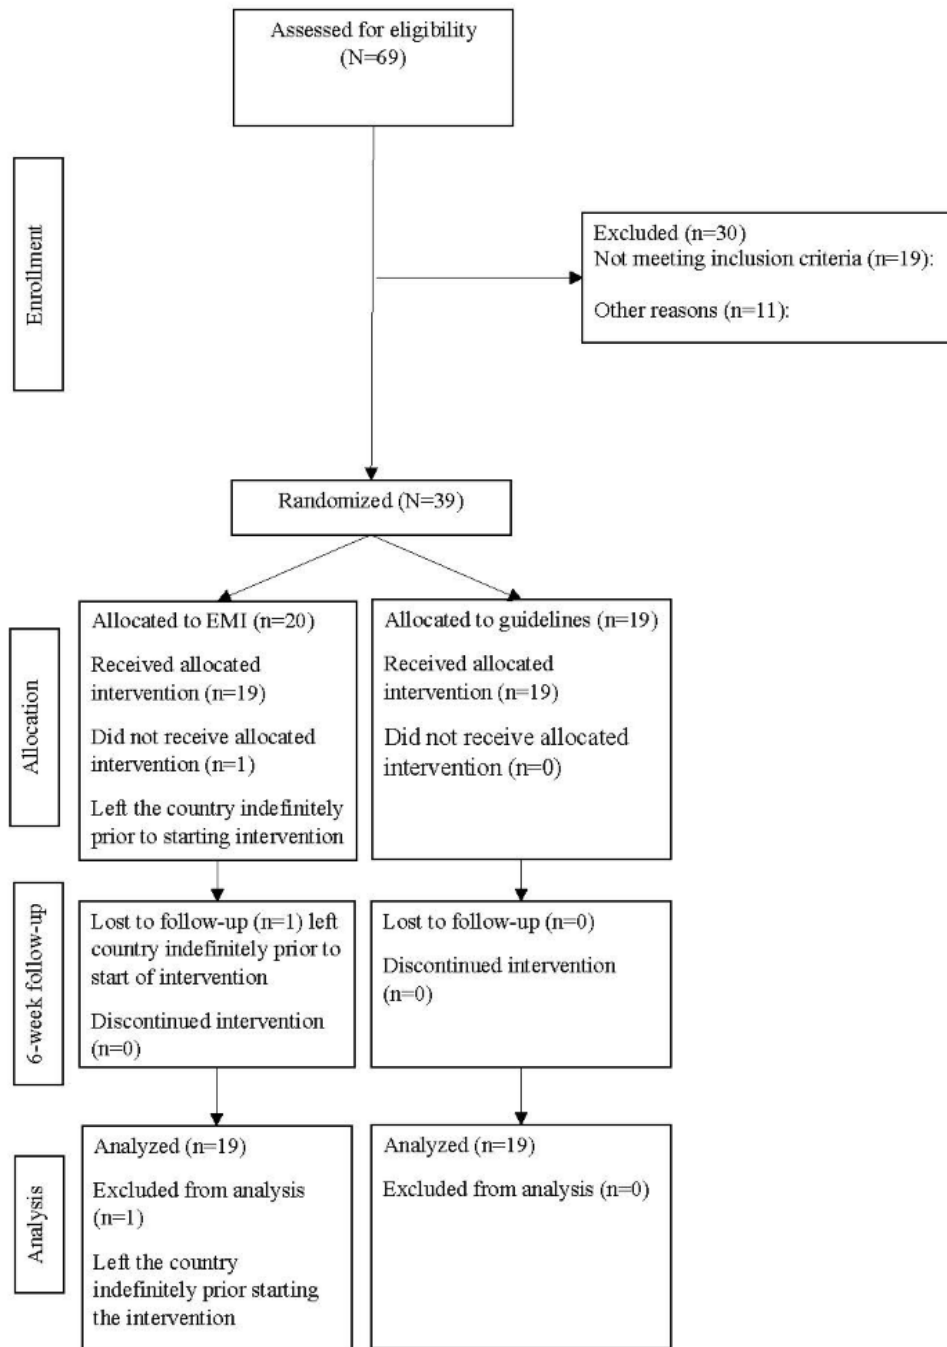 Assessed for eligibility
(N=69)
Enrollment
Excluded (n=30)
Not meeting inclusion criteria (n=19):
Other reasons (n=11):
Randomized (N=39)
Allocation
Allocated to EMI (n=20)
Received allocated
intervention (n=19)
Did not receive allocated
intervention (n=1)
Left the country indefinitely
prior to starting intervention
Allocated to guidelines (n=19)
Received allocated
intervention (n=19)
Did not receive allocated
intervention (n=0)
6-week follow-up
Lost to follow-up (n=1) left
country indefinitely prior to
start of intervention
Discontinued intervention
(n=0)
Lost to follow-up (n=0)
Discontinued intervention
(n=0)
Analysis
Analyzed (n=19)
Excluded from analysis
(n=1)
Left the country
indefinitely prior starting
the intervention
Analyzed (n=19)
Excluded from analysis (n=0)